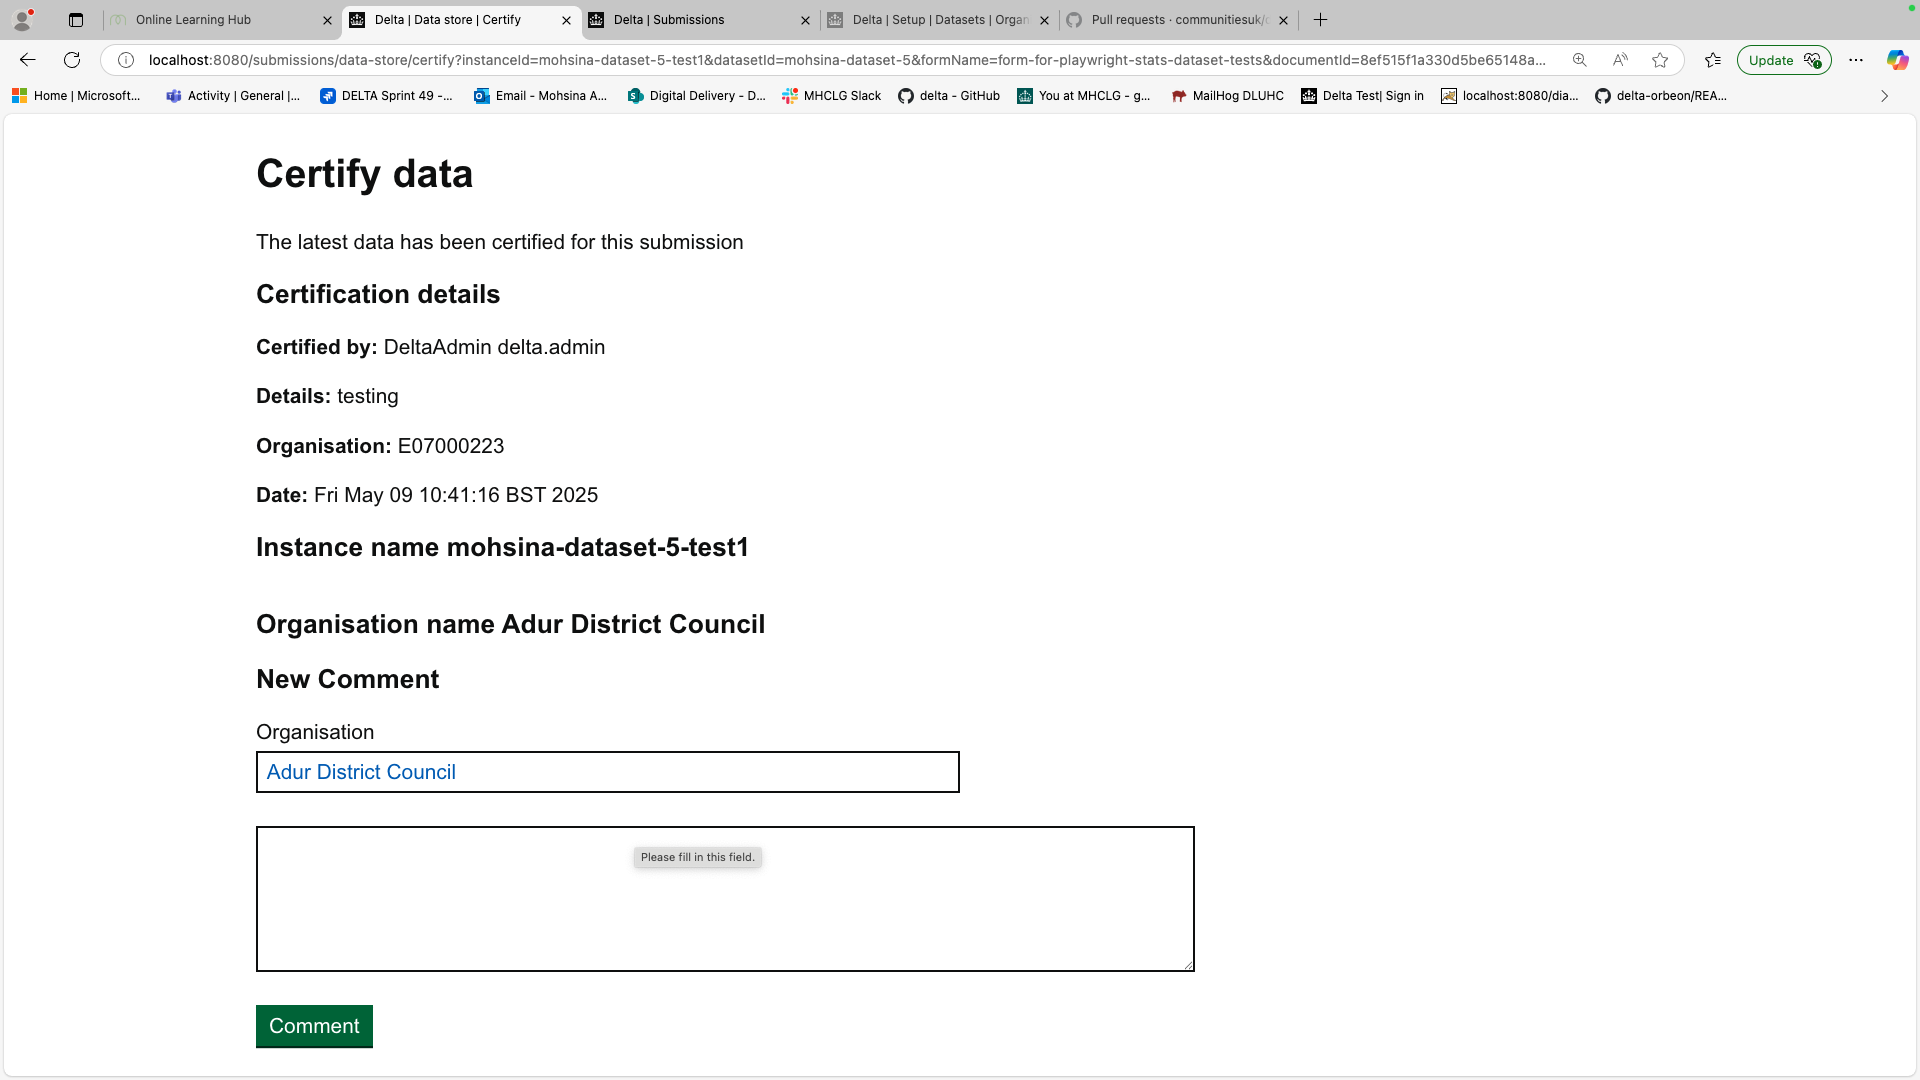 Online Learning Hub
Delta | Data store | Certify
Delta | Submissions
Delta | Setup | Datasets | Organ
Pull requests · communitiesuk/
localhost:8080/submissions/data-store/certify?instanceId=mohsina-dataset-5-test1&datasetId=mohsina-dataset-5&formName=form-for-playwright-stats-dataset-tests&documentId=8ef515f1a330d5be65148a...
Update
Home | Microsoft...
Activity | General |...
DELTA Sprint 49 -...
Email - Mohsina A...
Digital Delivery - D...
MHCLG Slack
delta - GitHub
You at MHCLG - g...
MailHog DLUHC
Delta Test| Sign in
localhost:8080/dia...
delta-orbeon/REA...
Certify data
The latest data has been certified for this submission
Certification details
Certified by: DeltaAdmin delta.admin
Details: testing
Organisation: E07000223
Date: Fri May 09 10:41:16 BST 2025
Instance name mohsina-dataset-5-test1
Organisation name Adur District Council
New Comment
Organisation
Adur District Council
Please fill in this field.
Comment